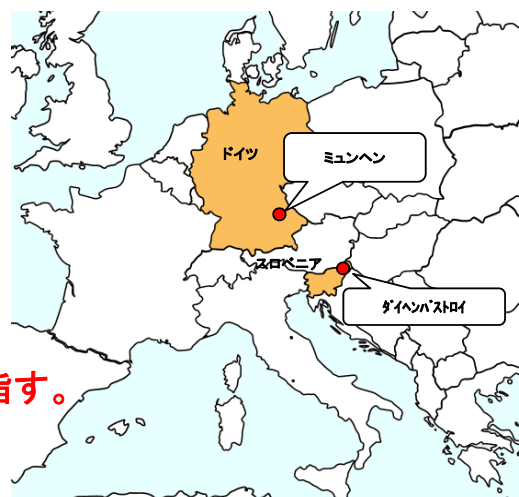 ドイツ
ミュンヘン
スロベニア
ダイヘンバストロイ
指す。